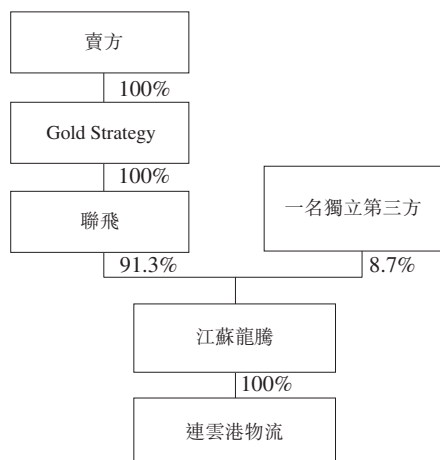 賣方
100%
Gold Strategy
100%
聯飛
一名獨立第三方
91.3%
8.7%
江蘇龍騰
100%
連雲港物流